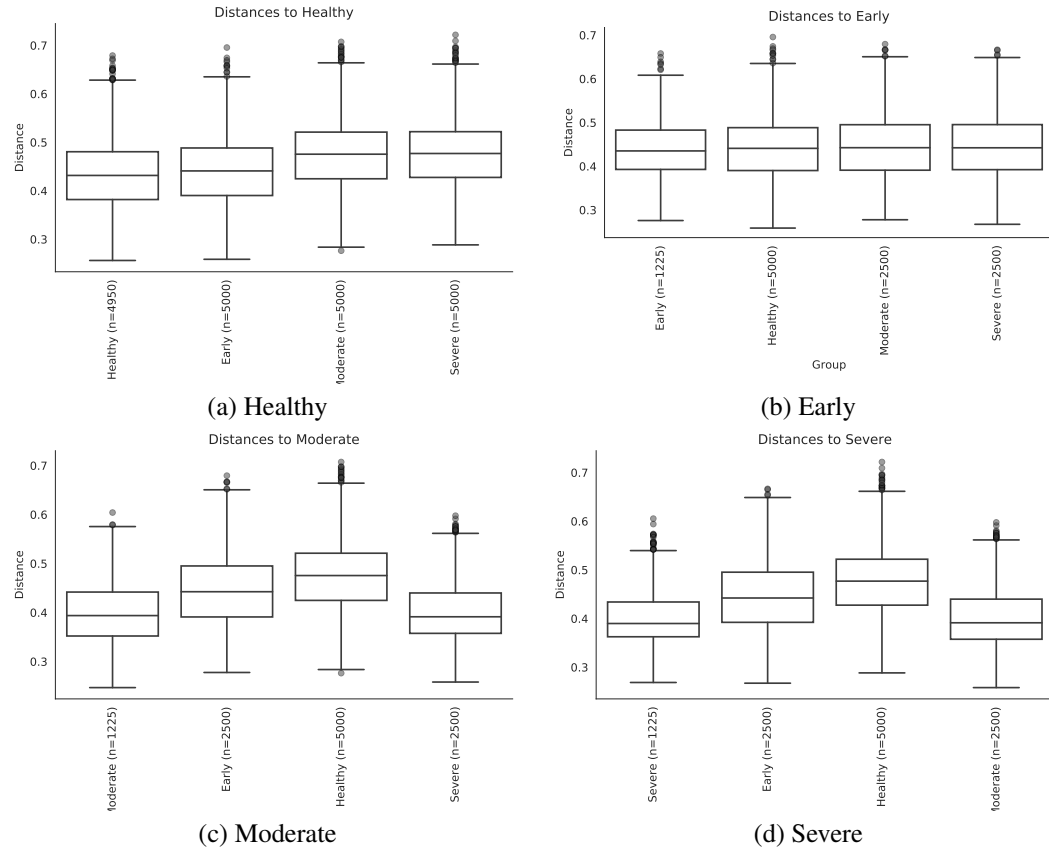 Distances to Healthy
Distance
0.7
0.6
0.5
0.4
0.3
Healthy (n=4950)
Early (n=5000)
Moderate (n=5000)
Severe (n=5000)
(a) Healthy
Distances to Early
Distance
0.7
0.6
0.5
0.4
0.3
Early (n=1225)
Healthy (n=5000)
Moderate (n=2500)
Severe (n=2500)
Group
(b) Early
Distances to Moderate
Distance
0.7
0.6
0.5
0.4
0.3
Moderate (n=1225)
Early (n=2500)
Healthy (n=5000)
Severe (n=2500)
(c) Moderate
Distances to Severe
Distance
0.7
0.6
0.5
0.4
0.3
Severe (n=1225)
Early (n=2500)
Healthy (n=5000)
Moderate (n=2500)
(d) Severe